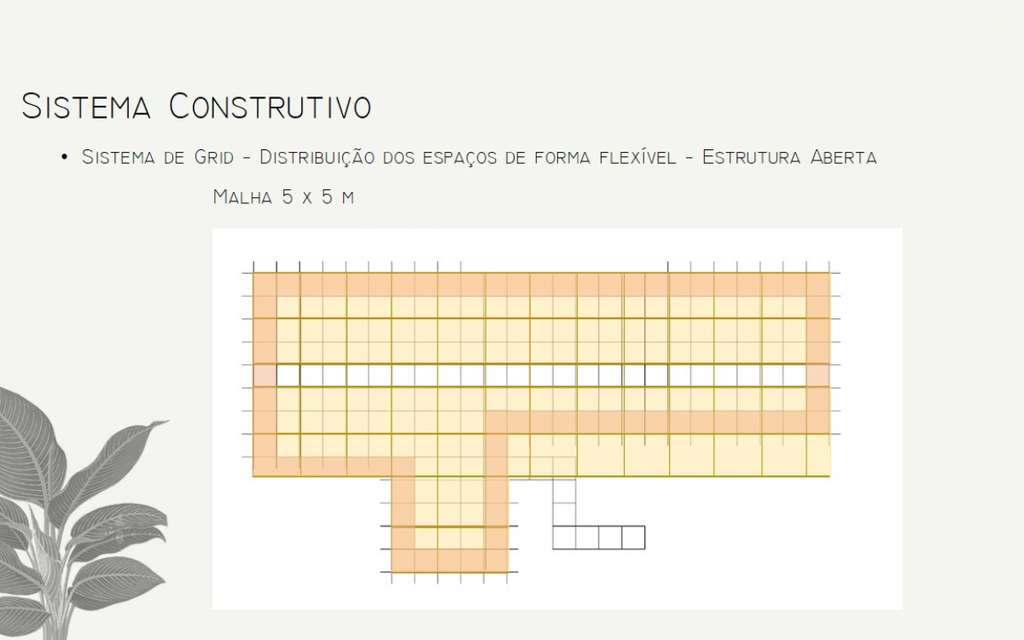 Sistema Construtivo
• Sistema de Grid - Distribuição dos espaços de forma flexível - Estrutura Aberta
Malha 5 x 5 m